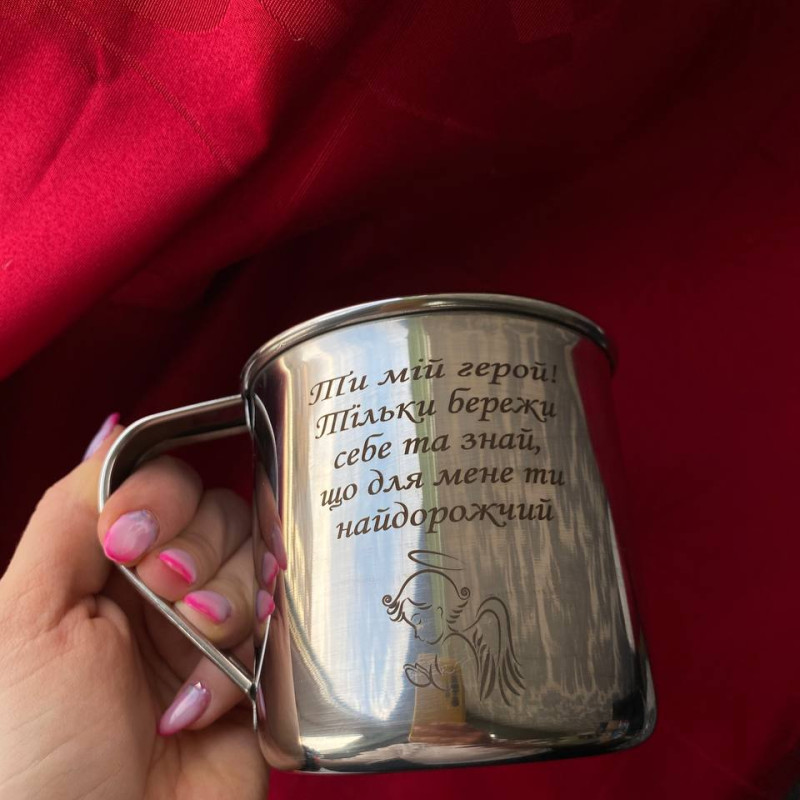 Ти мій герой!
Тільки бережи
себе та знай,
що для мене ти
найдорожчий